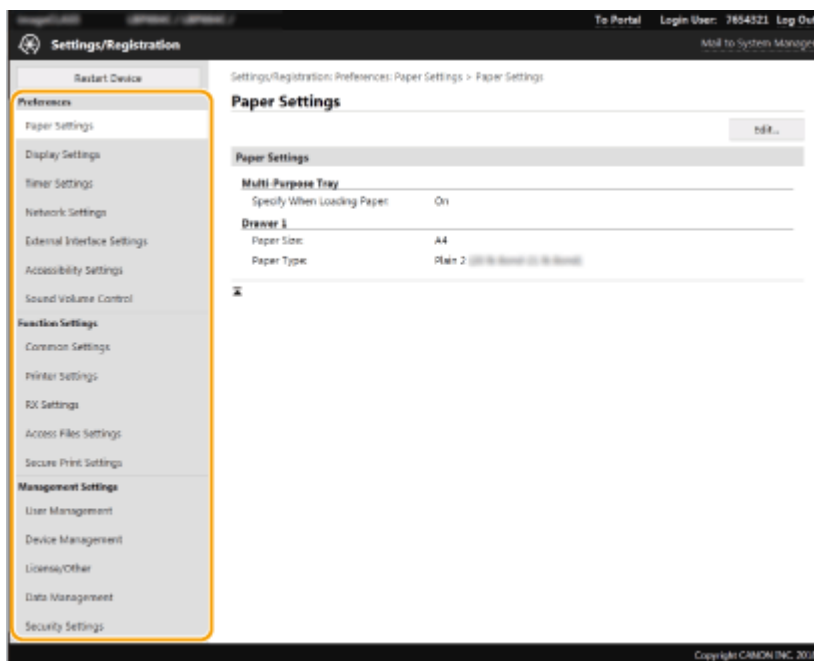 To Portal Login User: 7654321 Log Out
Settings/Registration
Mail to System Manager
Restart Device
Preferences
Paper Settings
Display Settings
Timer Settings
Network Settings
External Interface Settings
Accessibility Settings
Sound Volume Control
Function Settings
Common Settings
Printer Settings
RX Settings
Access Files Settings
Secure Print Settings
Management Settings
User Management
Device Management
License/Other
Data Management
Security Settings
Settings/Registration: Preferences: Paper Settings > Paper Settings
Paper Settings
Edit...
Paper Settings
Multi-Purpose Tray
Specify When Loading Paper: On
Drawer 1
Paper Size: A4
Paper Type: Plain 2
Copyright CANON INC.